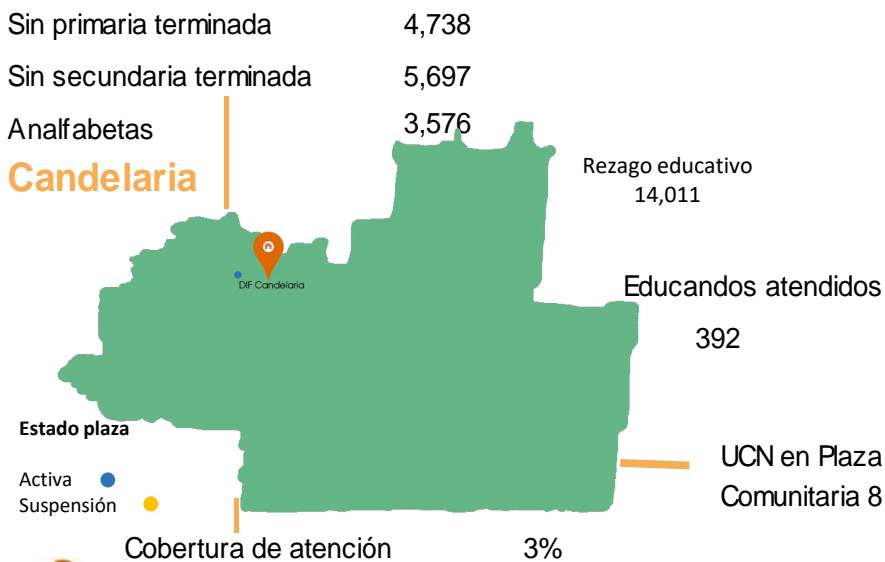 Sin primaria terminada 4,738
Sin secundaria terminada 5,697
Analfabetas 3,576
Candelaria
Rezago educativo
14,011
DIF Candelaria
Educandos atendidos
392
Estado plaza
Activa
Suspensión
UCN en Plaza
Comunitaria 8
Cobertura de atención 3%